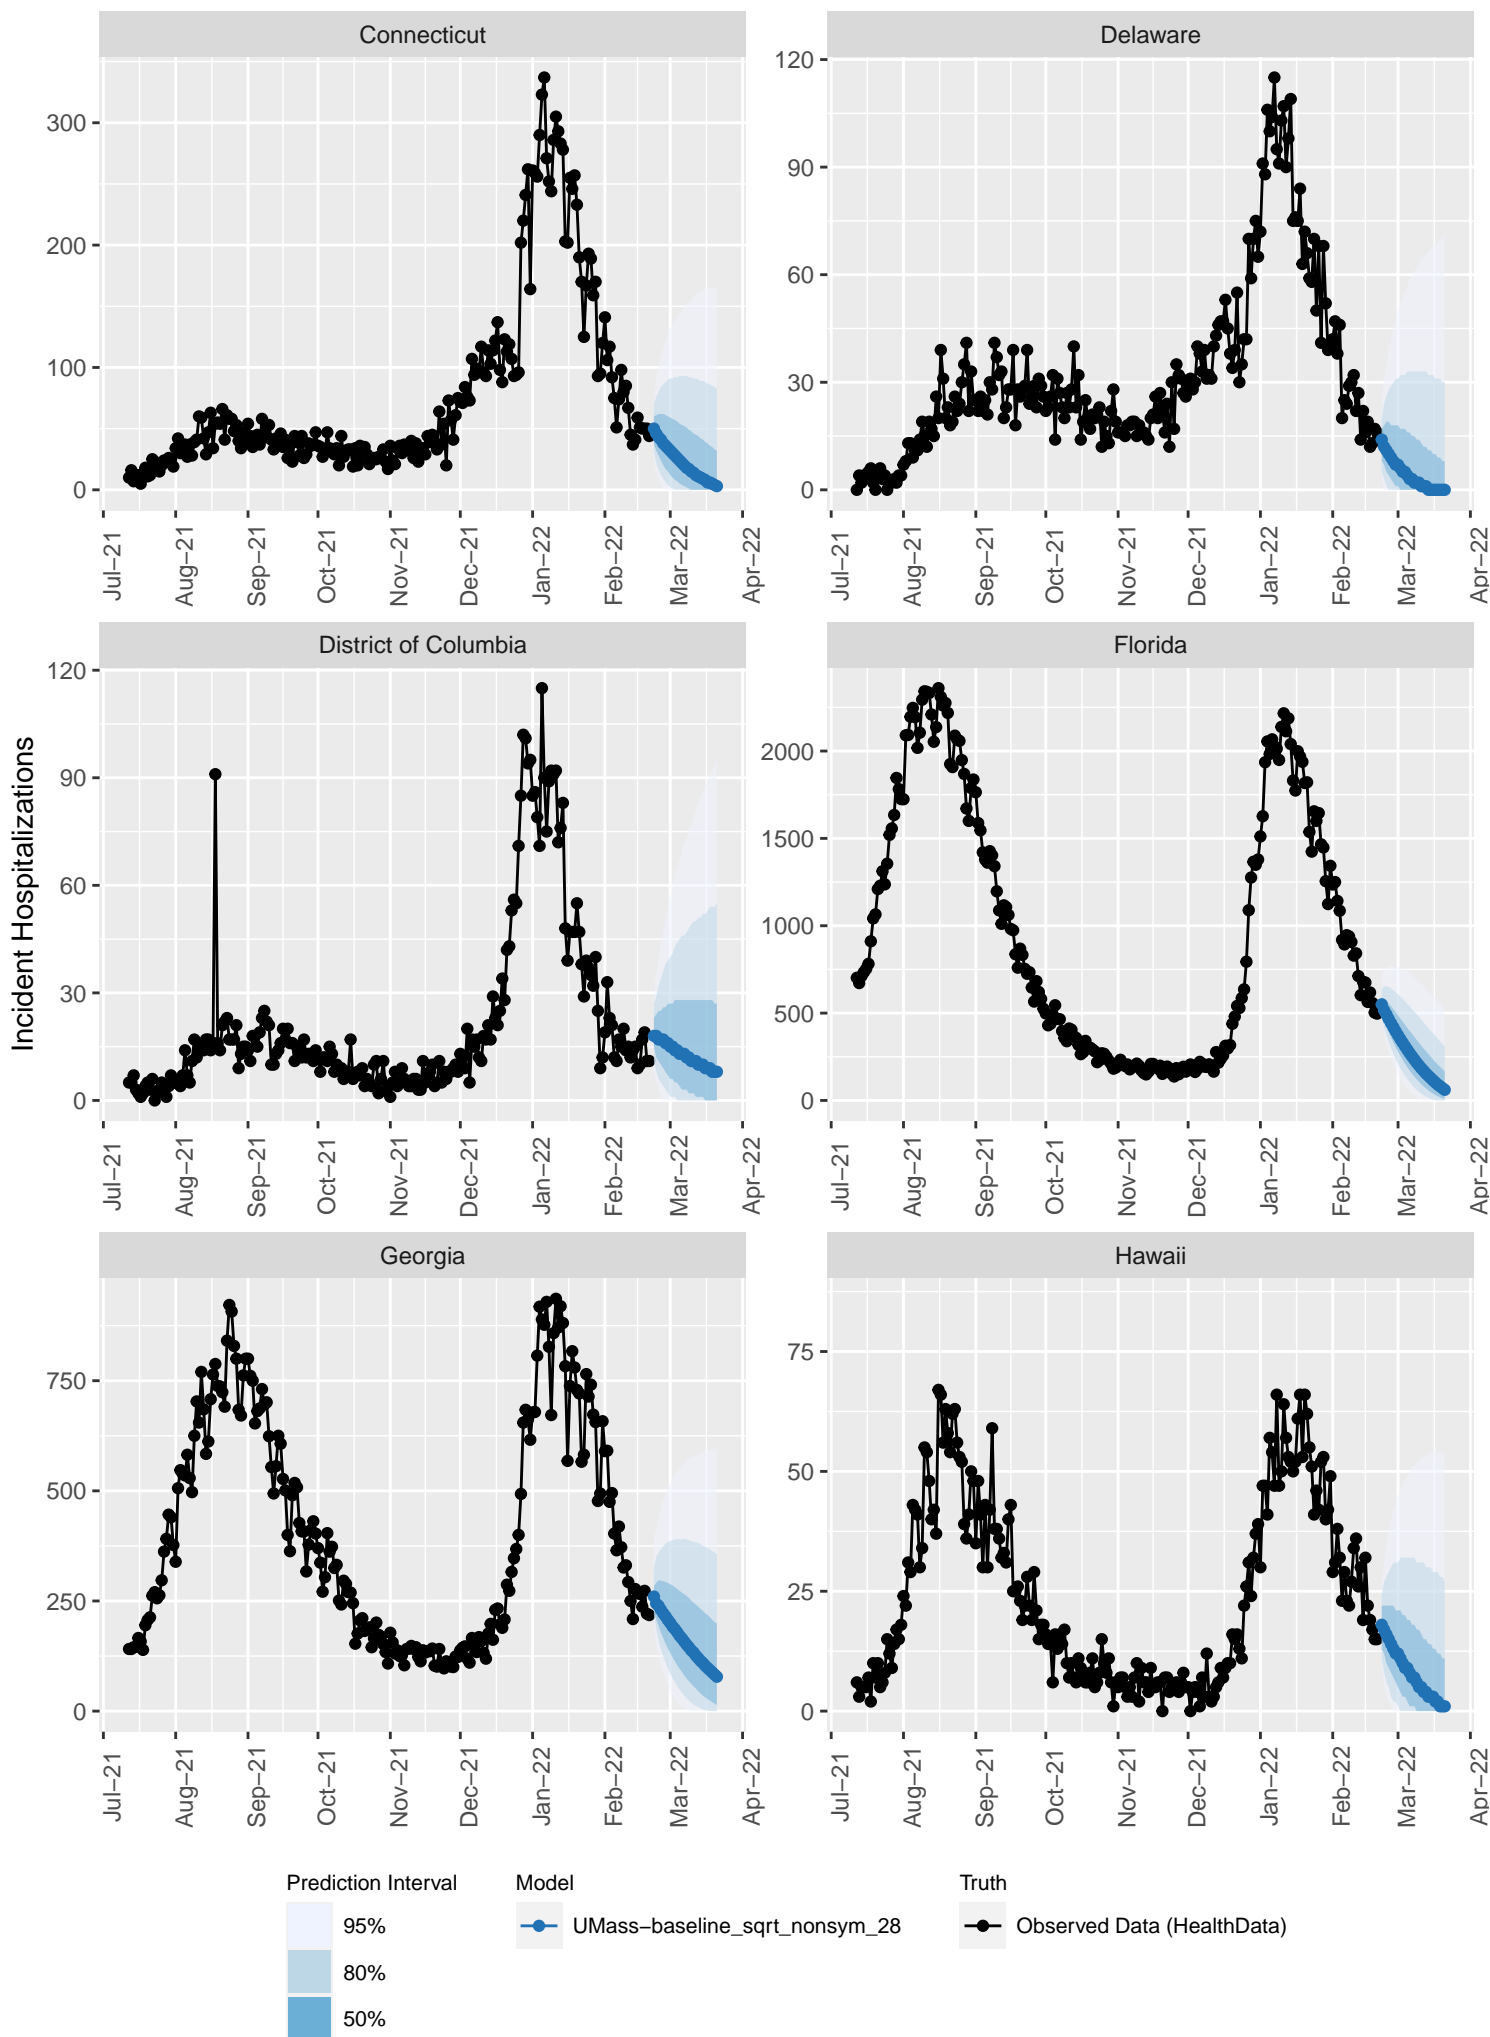 Connecticut
Delaware
300
200
100
0
120
90
60
30
0
Jul−21
Aug−21
Sep−21
Oct−21
Nov−21
Dec−21
Jan−22
Feb−22
Mar−22
Apr−22
Jul−21
Aug−21
Sep−21
Oct−21
Nov−21
Dec−21
Jan−22
Feb−22
Mar−22
Apr−22
District of Columbia
Florida
Incident Hospitalizations
120
90
60
30
0
2000
1500
1000
500
0
Jul−21
Aug−21
Sep−21
Oct−21
Nov−21
Dec−21
Jan−22
Feb−22
Mar−22
Apr−22
Jul−21
Aug−21
Sep−21
Oct−21
Nov−21
Dec−21
Jan−22
Feb−22
Mar−22
Apr−22
Georgia
Hawaii
750
500
250
0
75
50
25
0
Jul−21
Aug−21
Sep−21
Oct−21
Nov−21
Dec−21
Jan−22
Feb−22
Mar−22
Apr−22
Jul−21
Aug−21
Sep−21
Oct−21
Nov−21
Dec−21
Jan−22
Feb−22
Mar−22
Apr−22
Prediction Interval
95%
80%
50%
Model
UMass−baseline_sqrt_nonsym_28
Truth
Observed Data (HealthData)